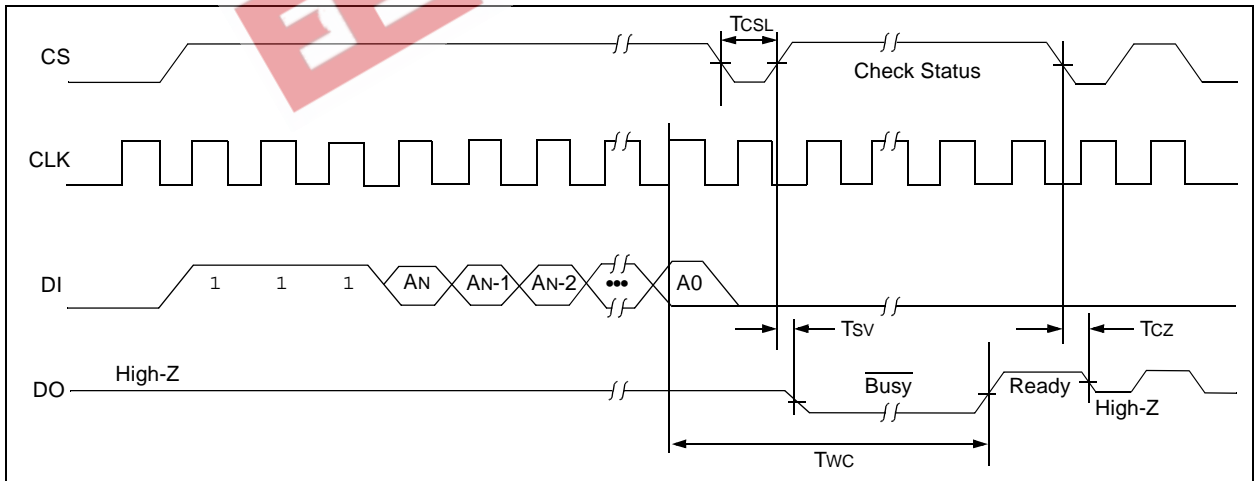 TCSL
CS
Check Status
CLK
DI
1 1 1 AN AN-1 AN-2 ••• A0
TSV
TCZ
High-Z
DO
Busy
Ready
High-Z
TWC